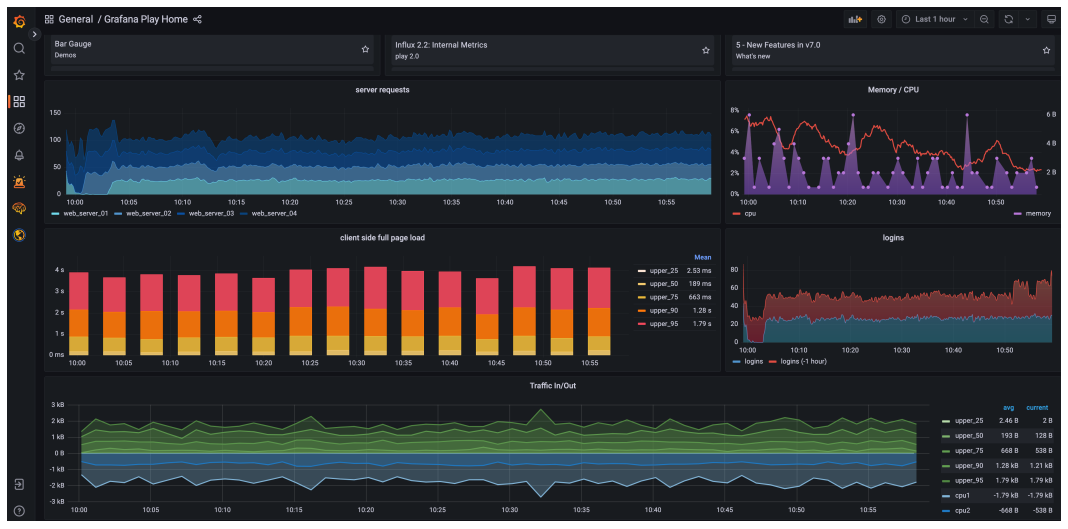 General / Grafana Play Home
Last 1 hour
Bar Gauge
Demos
Influx 2.2: Internal Metrics
play 2.0
5 - New Features in v7.0
What's new
server requests
150
100
50
0
10:00 10:05 10:10 10:15 10:20 10:25 10:30 10:35 10:40 10:45 10:50 10:55
web_server_01 web_server_02 web_server_03 web_server_04
Memory / CPU
8%
6%
4%
2%
0%
6 B
4 B
2 B
10:00 10:10 10:20 10:30 10:40 10:50
cpu
memory
client side full page load
4 s
3 s
2 s
1 s
0 ms
10:00 10:05 10:10 10:15 10:20 10:25 10:30 10:35 10:40 10:45 10:50 10:55
Mean
upper_25 2.53 ms
upper_50 189 ms
upper_75 663 ms
upper_90 1.28 s
upper_95 1.79 s
logins
80
60
40
20
0
10:00 10:10 10:20 10:30 10:40 10:50
logins logins (-1 hour)
Traffic In/Out
3 kB
2 kB
1 kB
0 B
-1 kB
-2 kB
-3 kB
10:00 10:05 10:10 10:15 10:20 10:25 10:30 10:35 10:40 10:45 10:50 10:55
avg current
upper_25 2.46 B 2 B
upper_50 193 B 128 B
upper_75 668 B 538 B
upper_90 1.28 kB 1.21 kB
upper_95 1.79 kB 1.79 kB
cpu1 -1.79 kB -1.79 kB
cpu2 -668 B -538 B